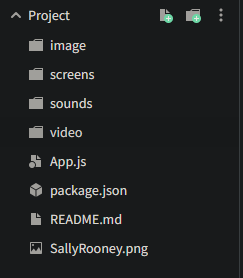 Project
image
screens
sounds
video
App.js
package.json
README.md
SallyRooney.png